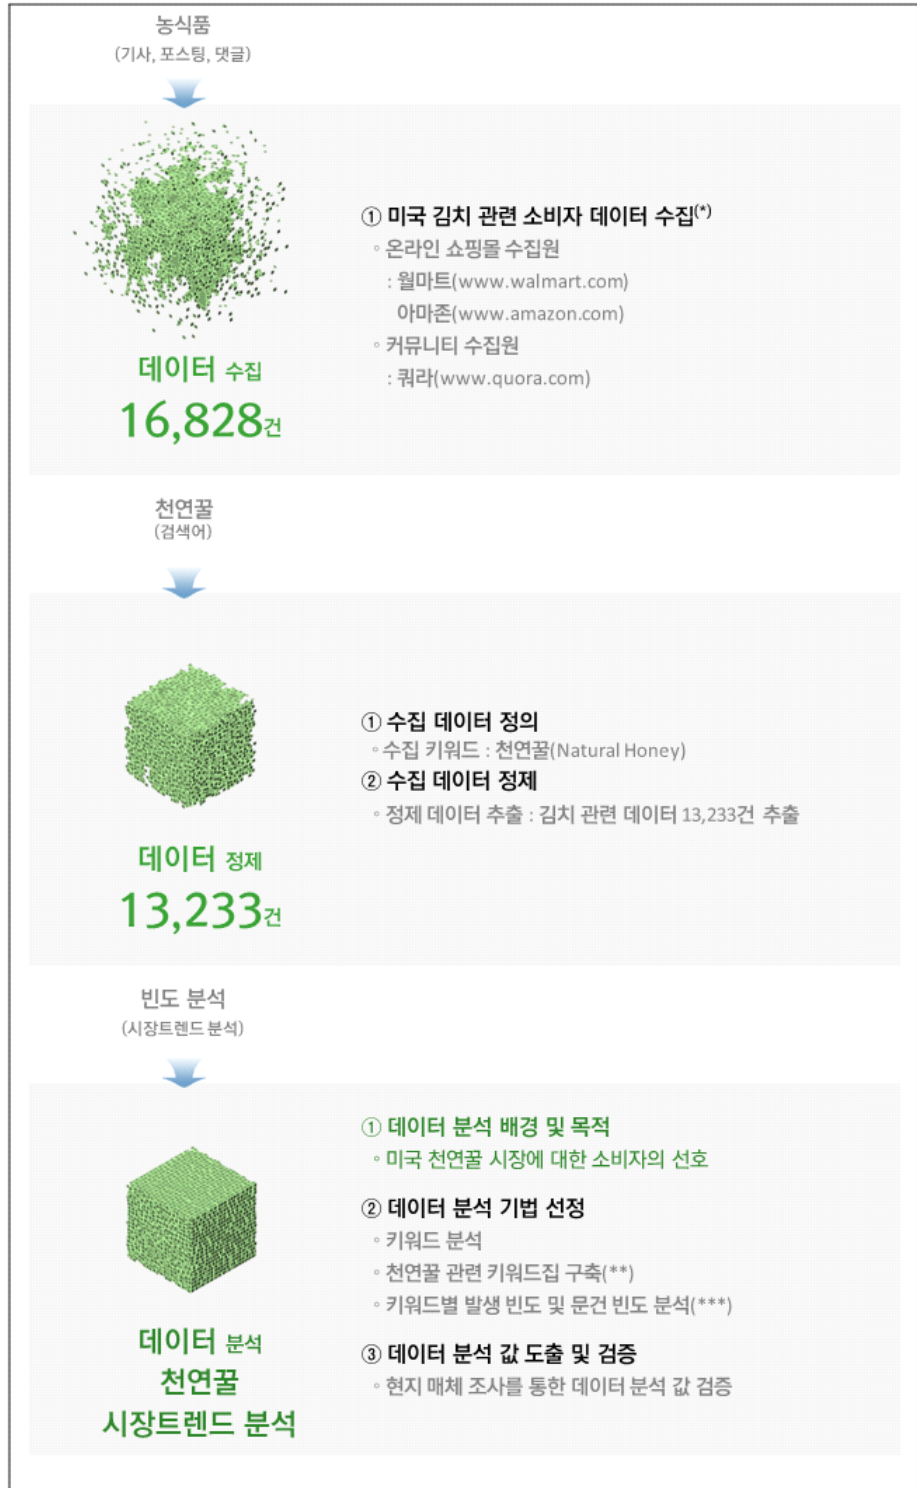 농식품
(기사, 포스팅, 댓글)
① 미국 김치 관련 소비자 데이터 수집(*)
◦ 온라인 쇼핑몰 수집원
: 월마트(www.walmart.com)
아마존(www.amazon.com)
◦ 커뮤니티 수집원
: 쿼라(www.quora.com)
데이터 수집
16,828건
천연꿀
(검색어)
① 수집 데이터 정의
◦ 수집 키워드 : 천연꿀(Natural Honey)
② 수집 데이터 정제
◦ 정제 데이터 추출 : 김치 관련 데이터 13,233건 추출
데이터 정제
13,233건
빈도 분석
(시장트렌드 분석)
① 데이터 분석 배경 및 목적
◦ 미국 천연꿀 시장에 대한 소비자의 선호
② 데이터 분석 기법 선정
◦ 키워드 분석
◦ 천연꿀 관련 키워드집 구축(**)
◦ 키워드별 발생 빈도 및 문건 빈도 분석(***)
③ 데이터 분석 값 도출 및 검증
◦ 현지 매체 조사를 통한 데이터 분석 값 검증
데이터 분석
천연꿀
시장트렌드 분석